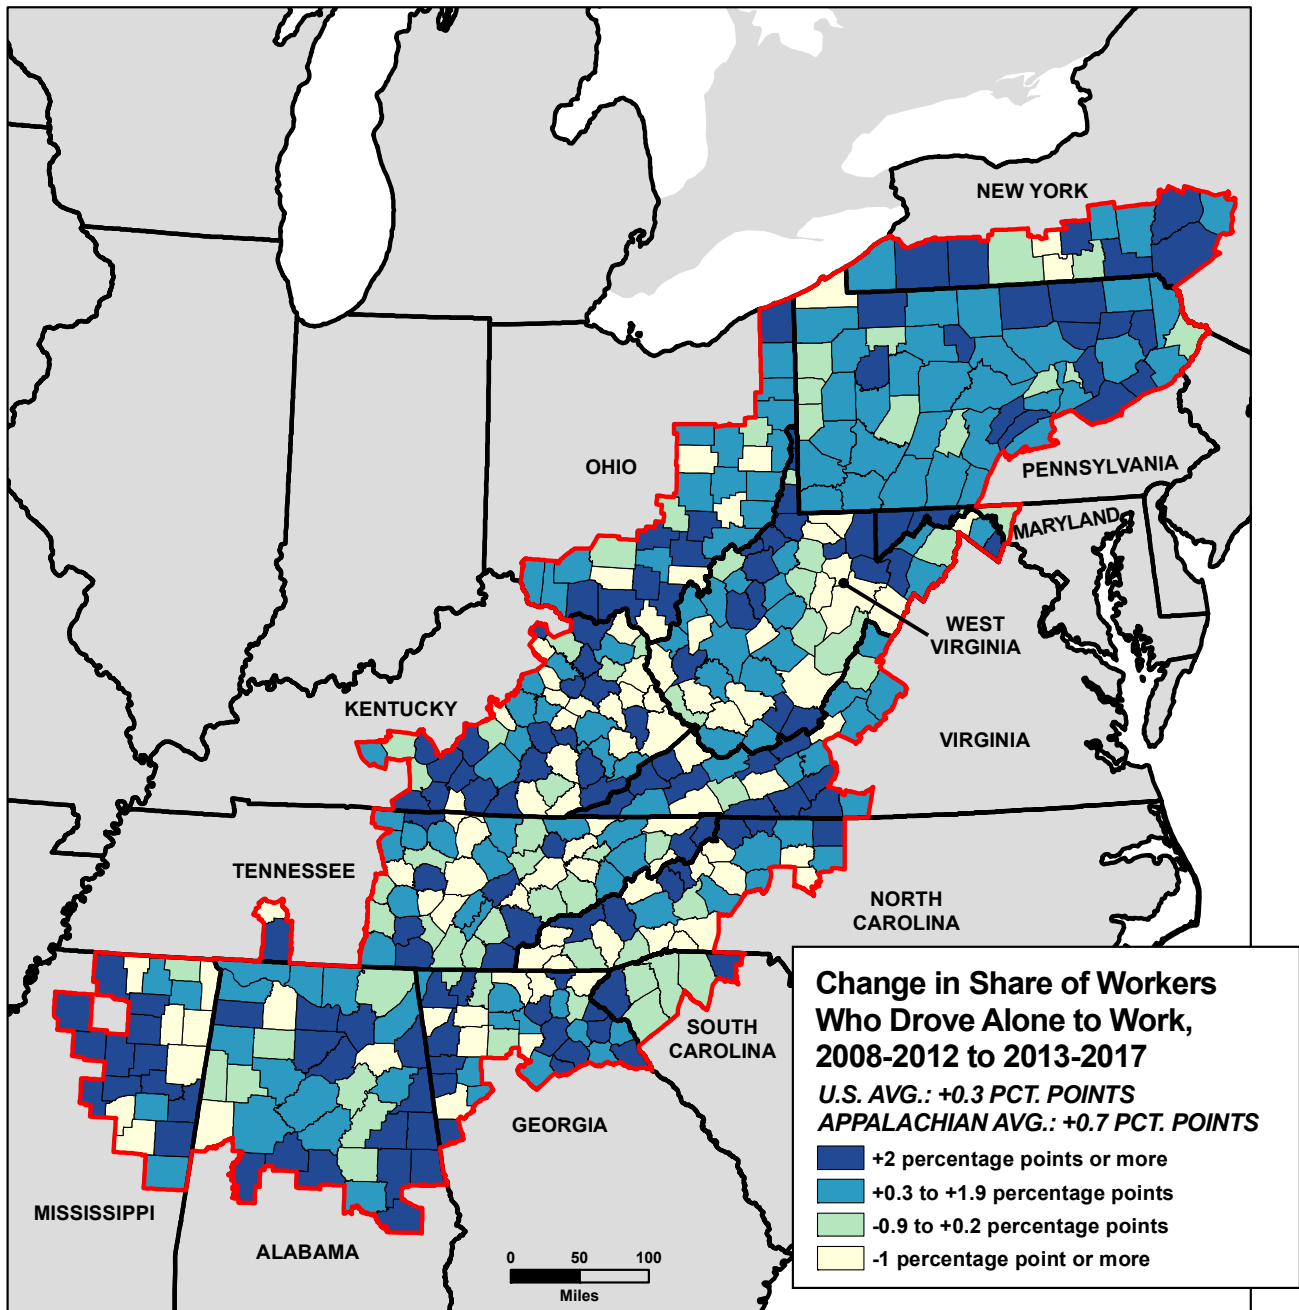 NEW YORK
OHIO
PENNSYLVANIA
MARYLAND
WEST
VIRGINIA
KENTUCKY
VIRGINIA
TENNESSEE
NORTH
CAROLINA
SOUTH
CAROLINA
GEORGIA
MISSISSIPPI
ALABAMA
0 50 100
Miles
Change in Share of Workers
Who Drove Alone to Work,
2008-2012 to 2013-2017
U.S. AVG.: +0.3 PCT. POINTS
APPALACHIAN AVG.: +0.7 PCT. POINTS
+2 percentage points or more
+0.3 to +1.9 percentage points
-0.9 to +0.2 percentage points
-1 percentage point or more